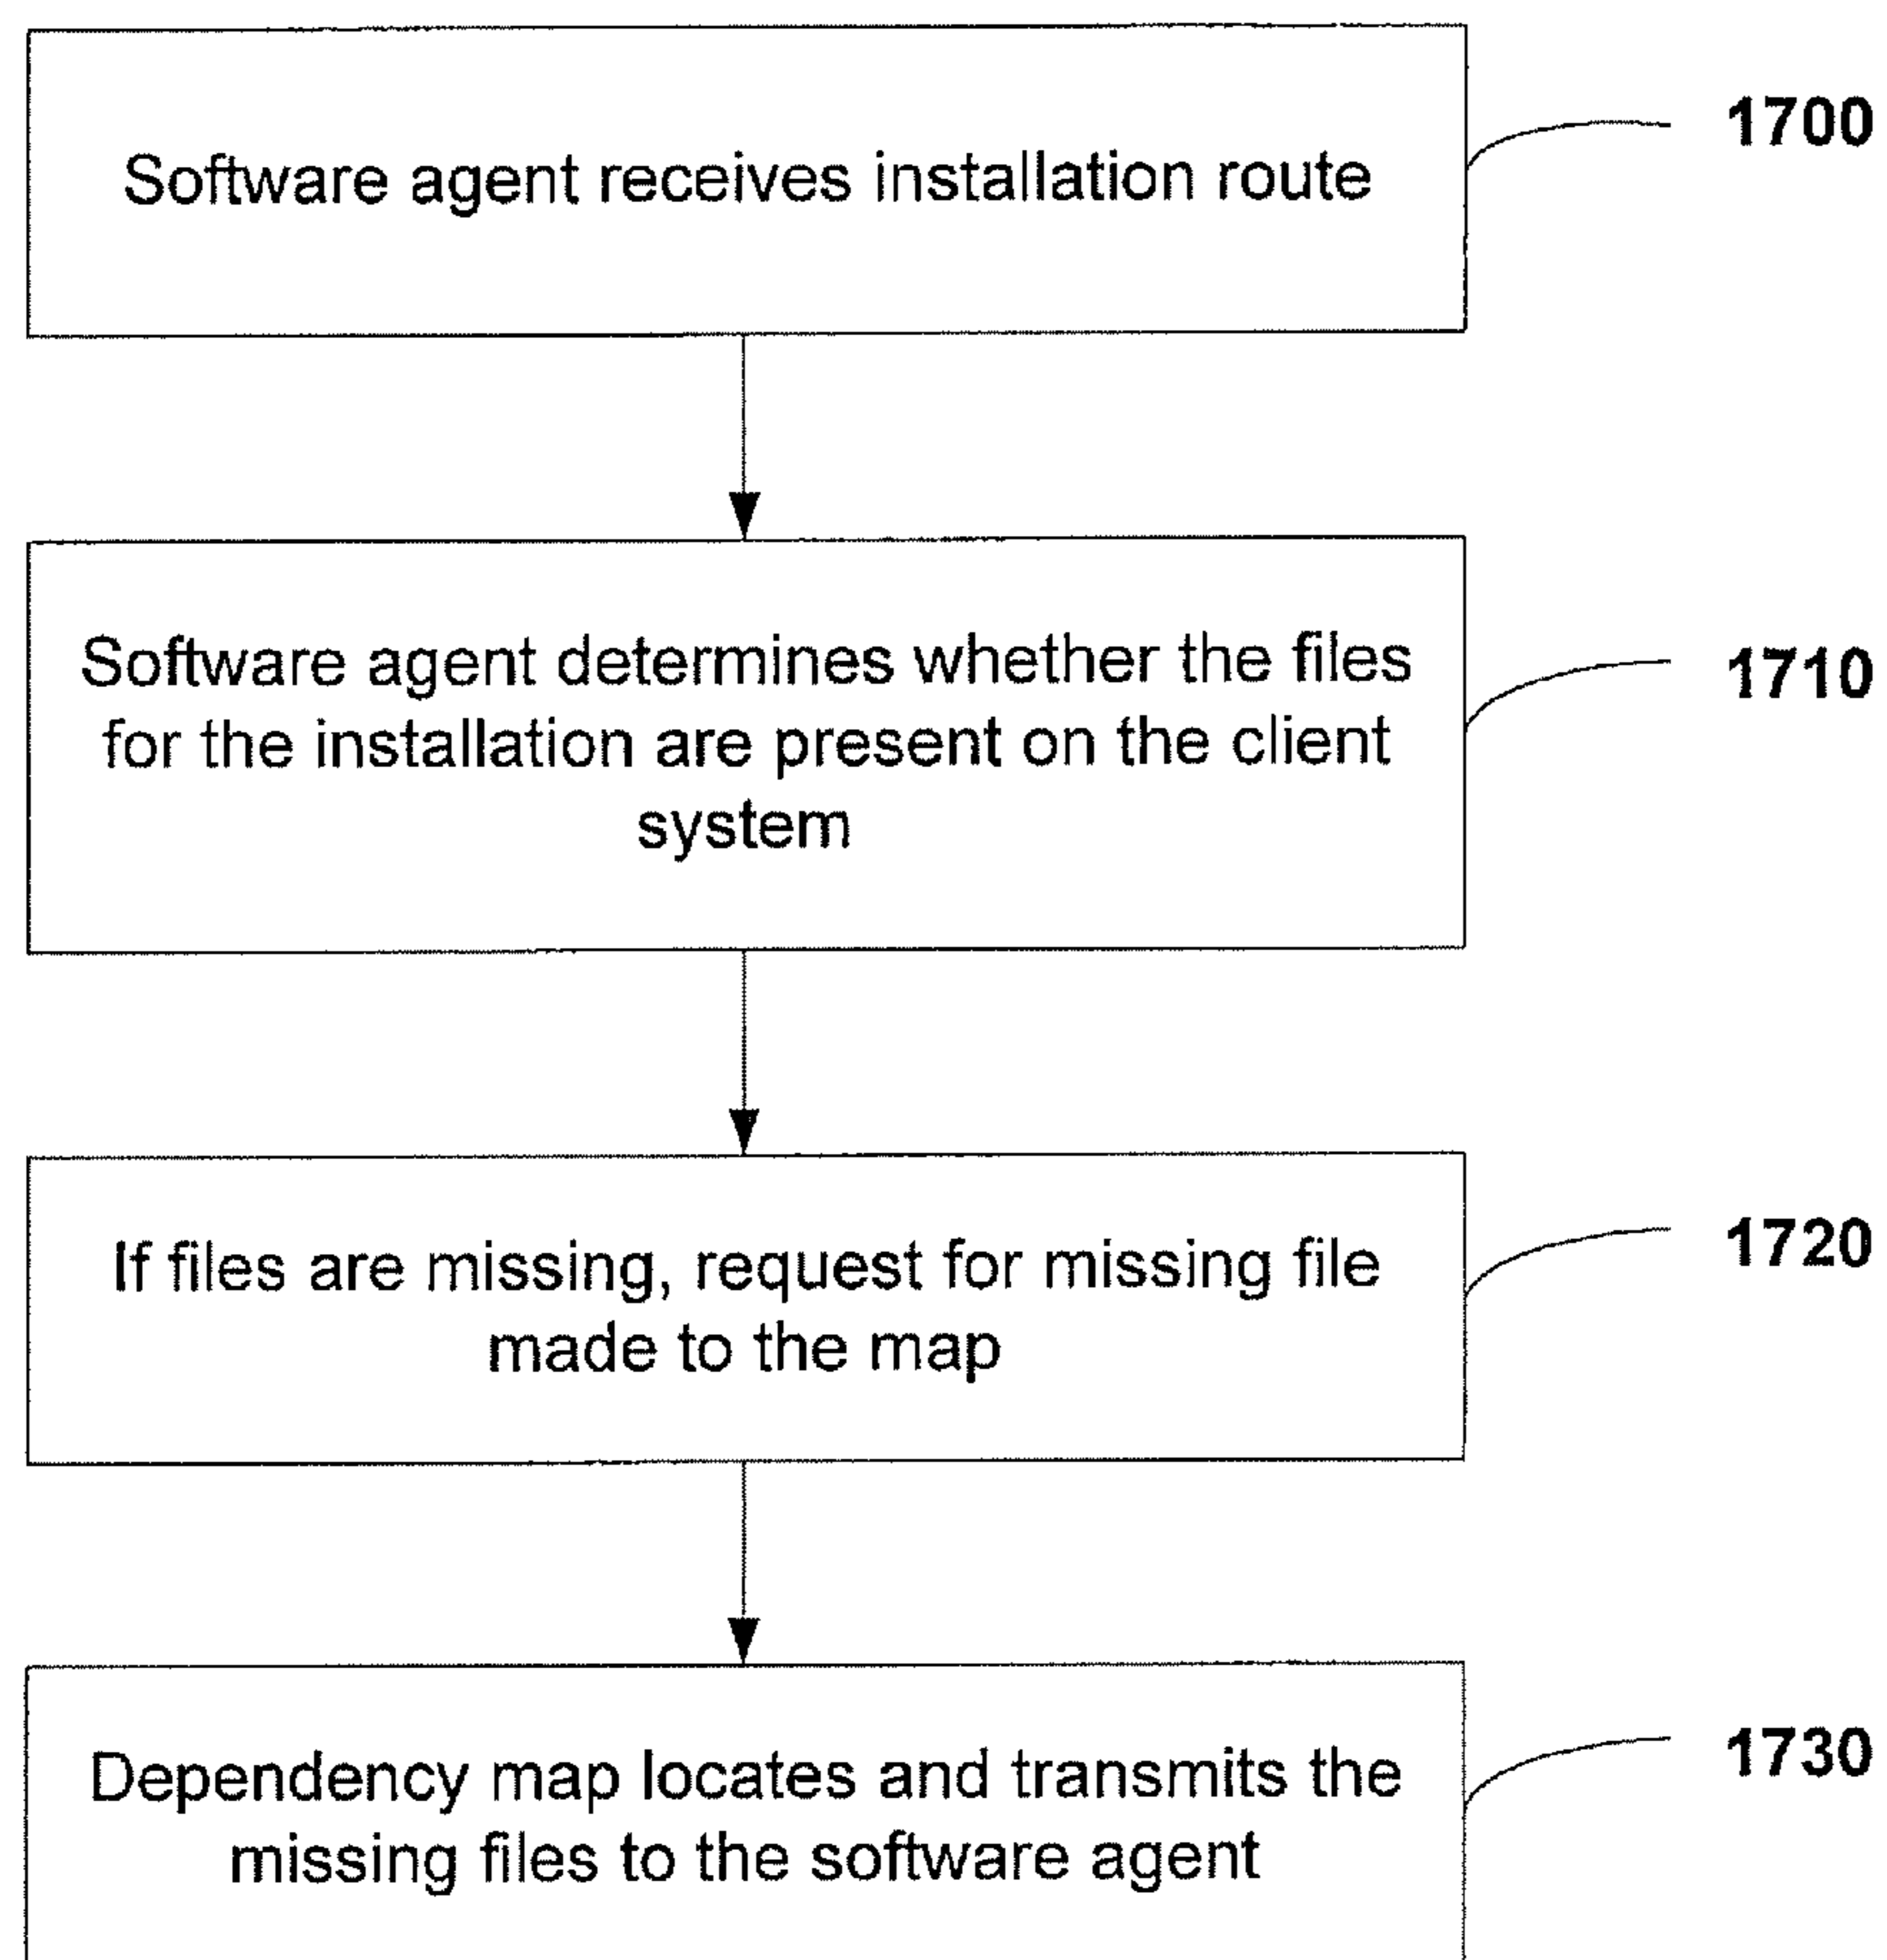 Software agent receives installation route
1700
Software agent determines whether the files
for the installation are present on the client
system
1710
If files are missing, request for missing file
made to the map
1720
Dependency map locates and transmits the
missing files to the software agent
1730